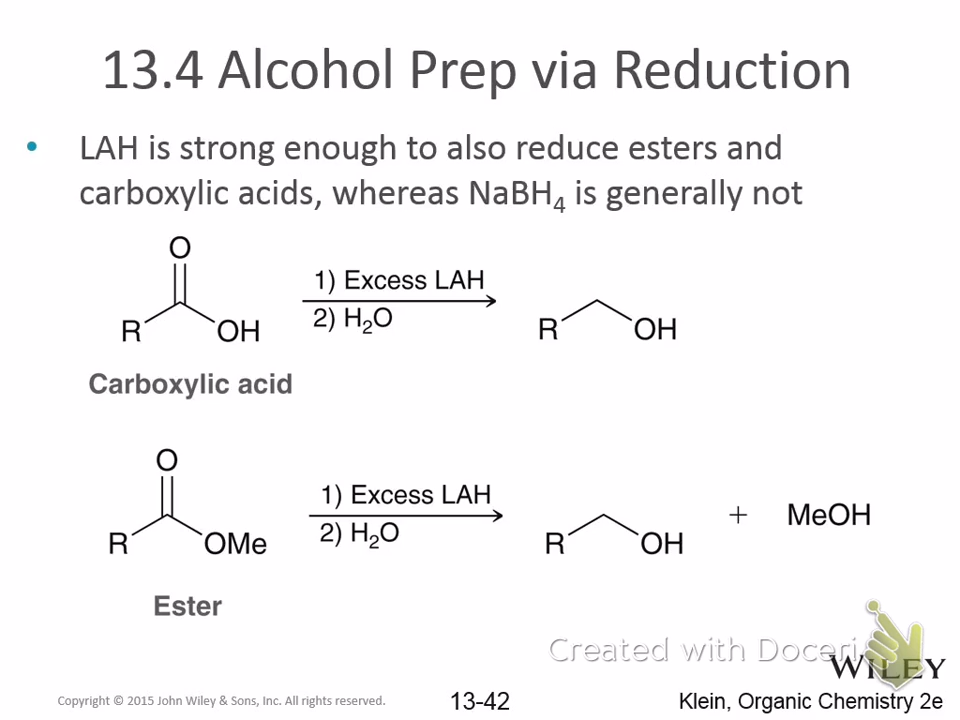 13.4 Alcohol Prep via Reduction
• LAH is strong enough to also reduce esters and
carboxylic acids, whereas NaBH₄ is generally not
O
R
OH
1) Excess LAH
2) H₂O
R
OH
Carboxylic acid
O
R
OMe
1) Excess LAH
2) H₂O
R
OH
+
MeOH
Ester
Created with Doceri
WILEY
Copyright © 2015 John Wiley & Sons, Inc. All rights reserved.
13-42
Klein, Organic Chemistry 2e